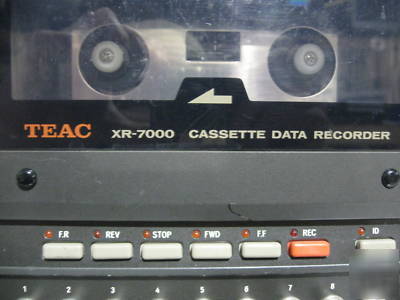 TEAC XR-7000 CASSETTE DATA RECORDER
F.R REV STOP FWD F.F REC ID
1 2 3 4 5 6 7 8